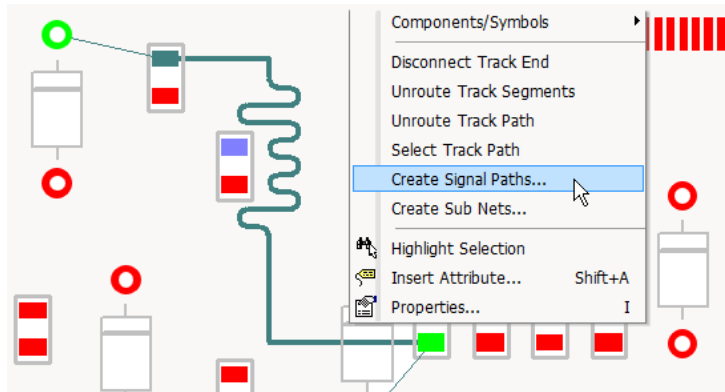 Components/Symbols
Disconnect Track End
Unroute Track Segments
Unroute Track Path
Select Track Path
Create Signal Paths...
Create Sub Nets...
Highlight Selection
Insert Attribute... Shift+A
Properties... I